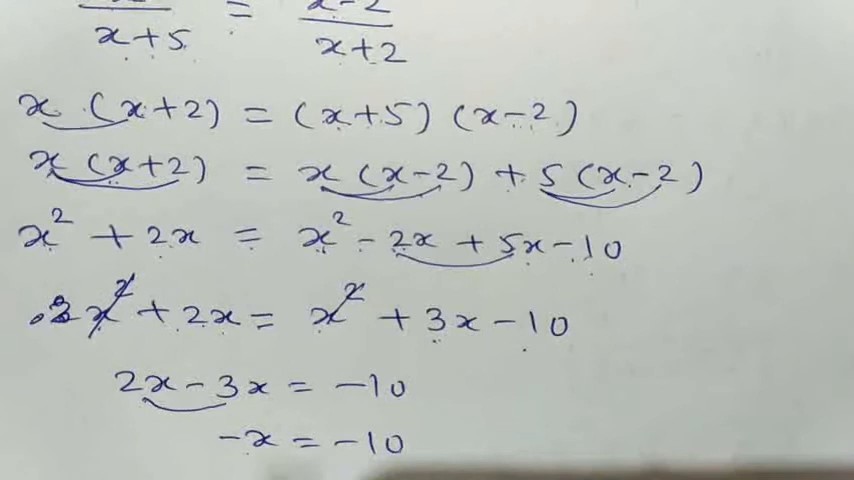 x/(x+5) = (x-2)/(x+2)
x (x+2) = (x+5) (x-2)
x (x+2) = x (x-2) + 5 (x-2)
x² + 2x = x² - 2x + 5x - 10
x² + 2x = x² + 3x - 10
2x - 3x = -10
-x = -10